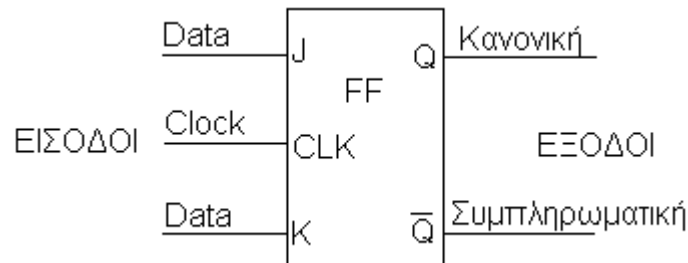 Data
J
Q
Κανονική
FF
ΕΙΣΟΔΟΙ
Clock
CLK
ΕΞΟΔΟΙ
Data
K
Q̅
Συμπληρωματική